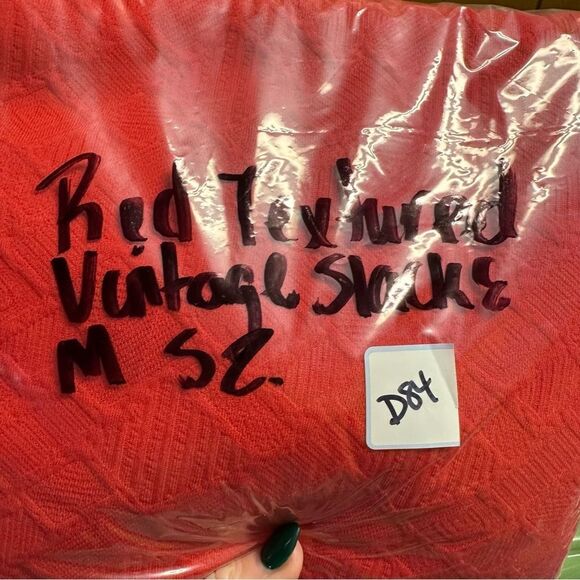 Red Textured
Vintage Slacks
M SZ.
D84